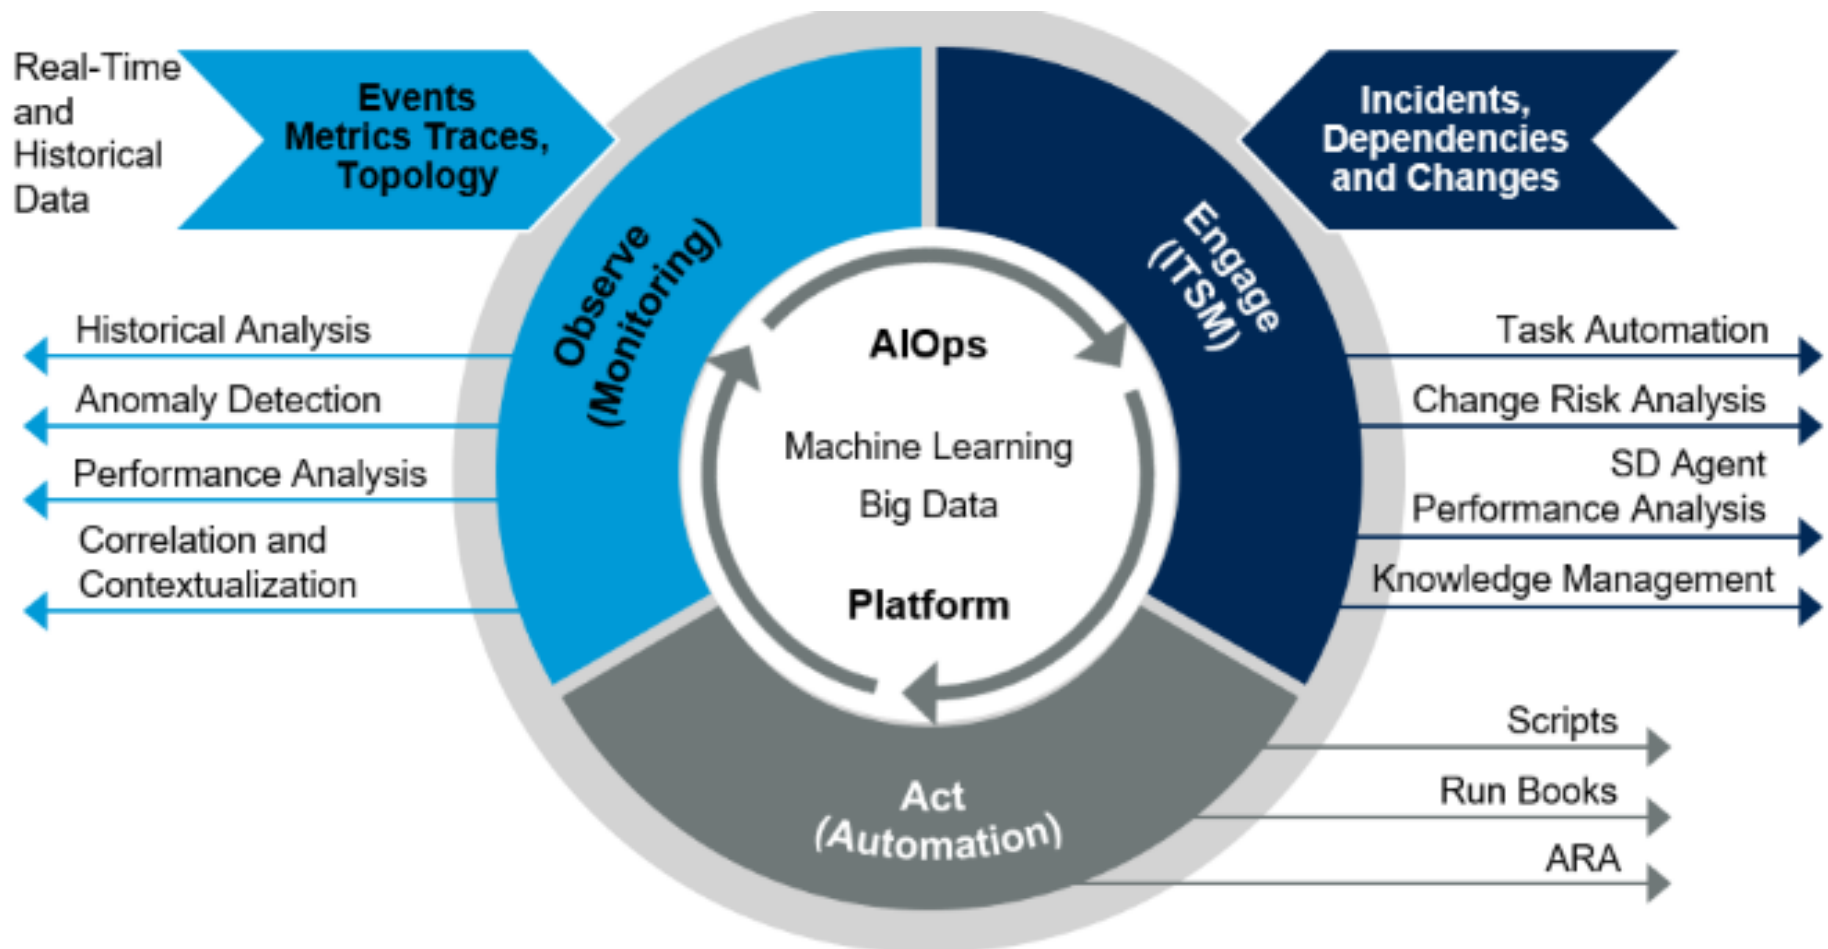 Real-Time
and
Historical
Data
Events
Metrics Traces,
Topology
Incidents,
Dependencies
and Changes
Observe
(Monitoring)
Engage
(ITSM)
Historical Analysis
Anomaly Detection
Performance Analysis
Correlation and
Contextualization
AIOps
Machine Learning
Big Data
Platform
Task Automation
Change Risk Analysis
SD Agent
Performance Analysis
Knowledge Management
Act
(Automation)
Scripts
Run Books
ARA